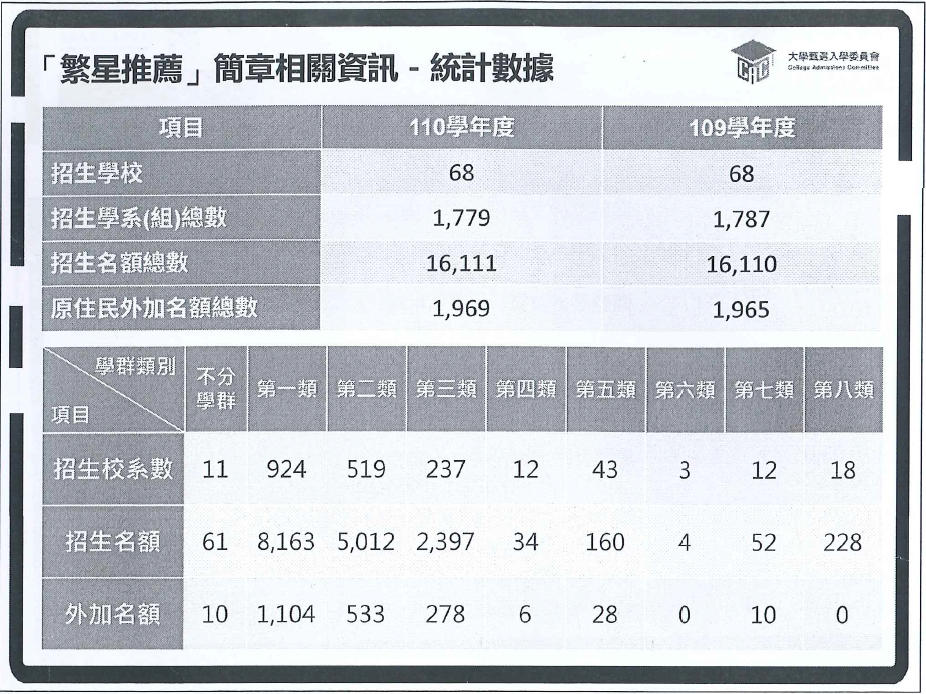 「繁星推薦」簡章相關資訊 - 統計數據
大學甄選入學委員會
College Admissions Committee
CAC
項目 110學年度 109學年度
招生學校 68 68
招生學系(組)總數 1,779 1,787
招生名額總數 16,111 16,110
原住民外加名額總數 1,969 1,965
學群類別 項目 不分學群 第一類 第二類 第三類 第四類 第五類 第六類 第七類 第八類
招生校系數 11 924 519 237 12 43 3 12 18
招生名額 61 8,163 5,012 2,397 34 160 4 52 228
外加名額 10 1,104 533 278 6 28 0 10 0